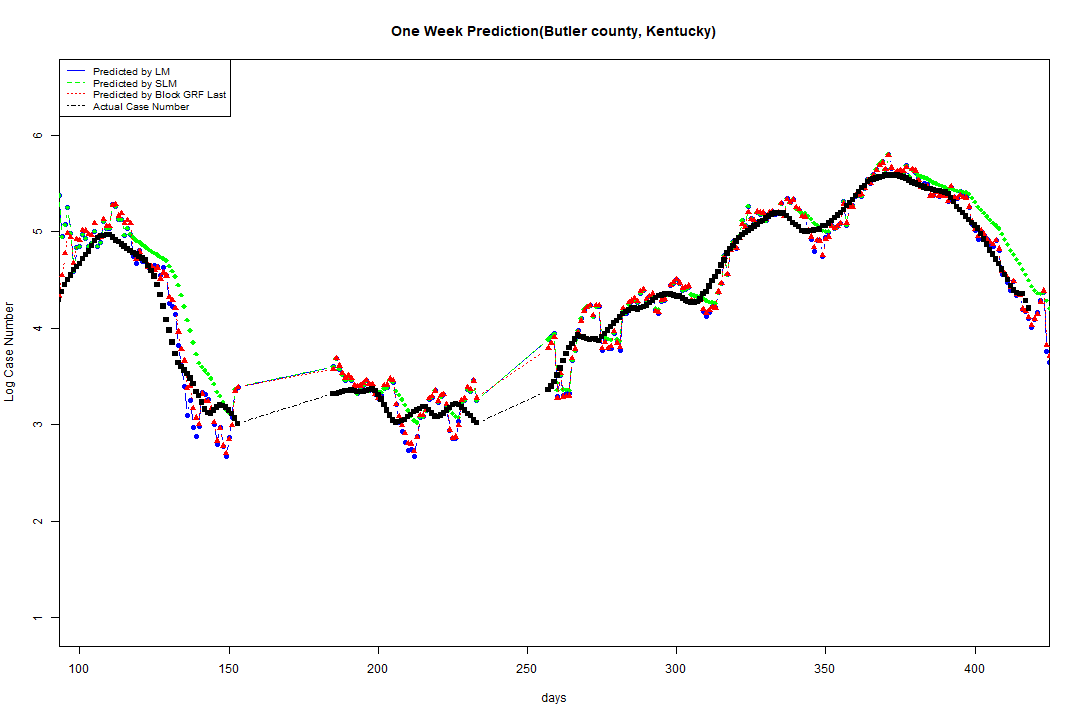 One Week Prediction(Butler county, Kentucky)
Predicted by LM
Predicted by SLM
Predicted by Block GRF Last
Actual Case Number
6
5
4
3
2
1
Log Case Number
100 150 200 250 300 350 400
days